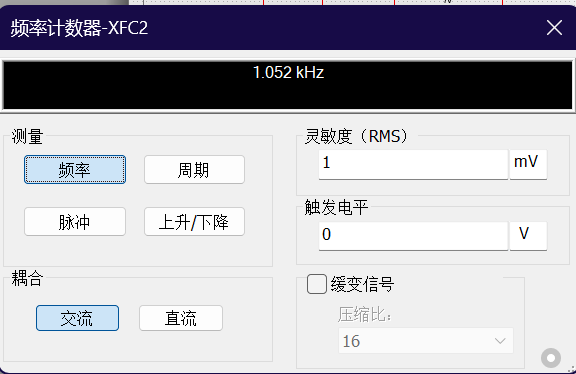 频率计数器-XFC2
1.052 kHz
测量
频率 周期
脉冲 上升/下降
耦合
交流 直流
灵敏度（RMS）
1 mV
触发电平
0 V
缓变信号
压缩比：
16